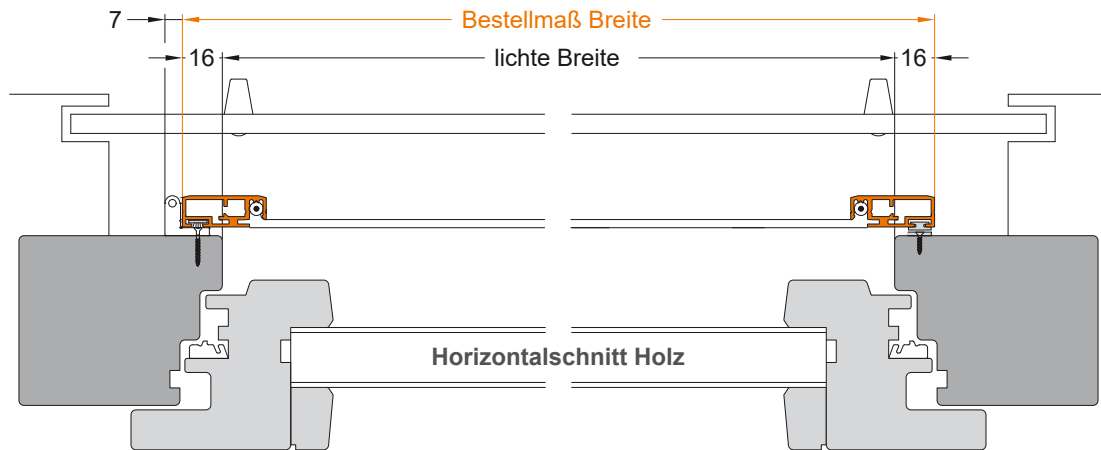 7 Bestellmaß Breite
16 lichte Breite 16
Horizontalschnitt Holz